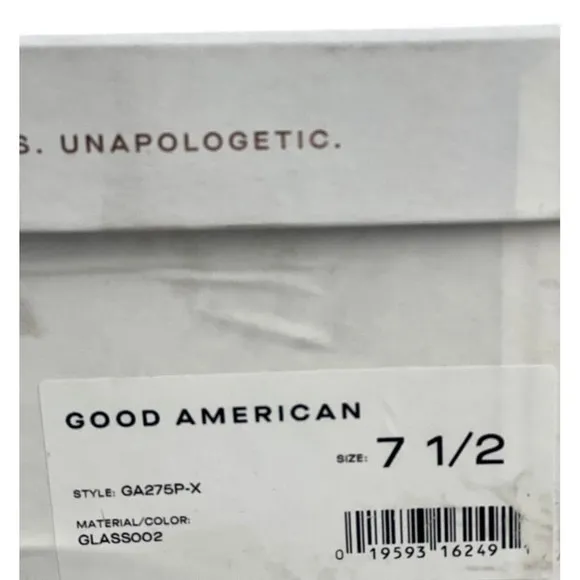 S. UNAPOLOGETIC.
GOOD AMERICAN
SIZE: 7 1/2
STYLE: GA275P-X
MATERIAL/COLOR:
GLASS002
0 19593 16249 1